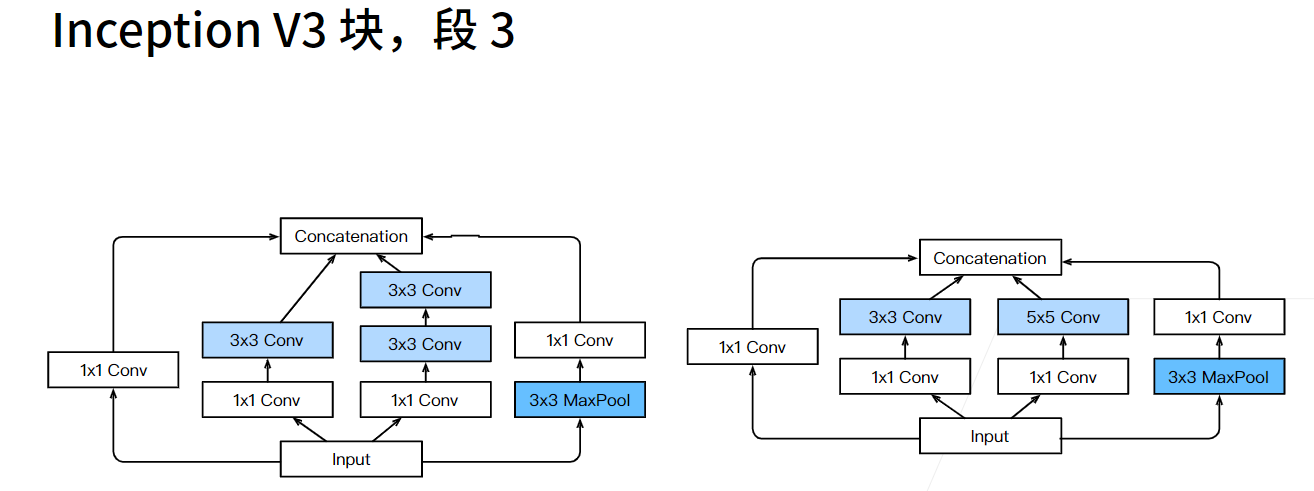 Inception V3 块，段 3
Concatenation
3x3 Conv
3x3 Conv
3x3 Conv
1x1 Conv
1x1 Conv
1x1 Conv
1x1 Conv
3x3 MaxPool
Input
Concatenation
3x3 Conv
5x5 Conv
1x1 Conv
1x1 Conv
1x1 Conv
1x1 Conv
3x3 MaxPool
Input